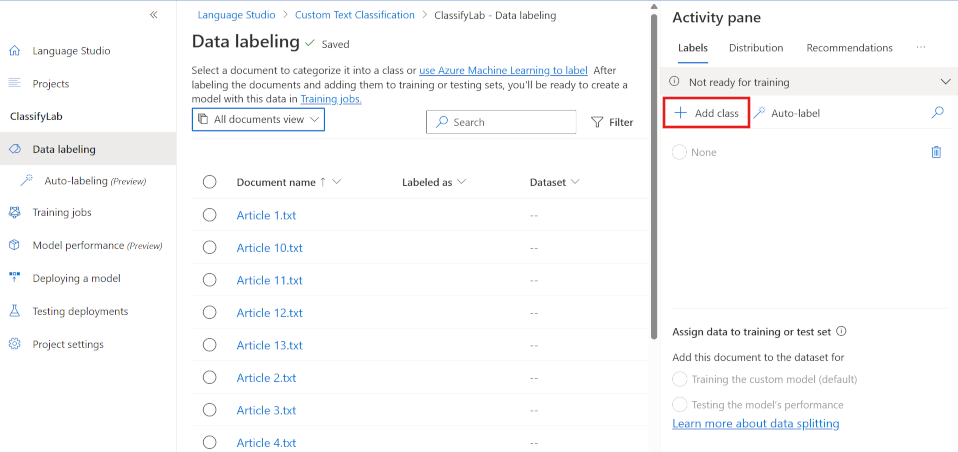 Language Studio
Projects
ClassifyLab
Data labeling
Auto-labeling (Preview)
Training jobs
Model performance (Preview)
Deploying a model
Testing deployments
Project settings
Language Studio > Custom Text Classification > ClassifyLab - Data labeling
Data labeling Saved
Select a document to categorize it into a class or use Azure Machine Learning to label After
labeling the documents and adding them to training or testing sets, you'll be ready to create a
model with this data in Training jobs.
All documents view
Search
Filter
Document name ↑ Labeled as Dataset
Article 1.txt --
Article 10.txt --
Article 11.txt --
Article 12.txt --
Article 13.txt --
Article 2.txt --
Article 3.txt --
Article 4.txt --
Activity pane
Labels Distribution Recommendations ...
Not ready for training
+ Add class Auto-label
None
Assign data to training or test set
Add this document to the dataset for
Training the custom model (default)
Testing the model's performance
Learn more about data splitting